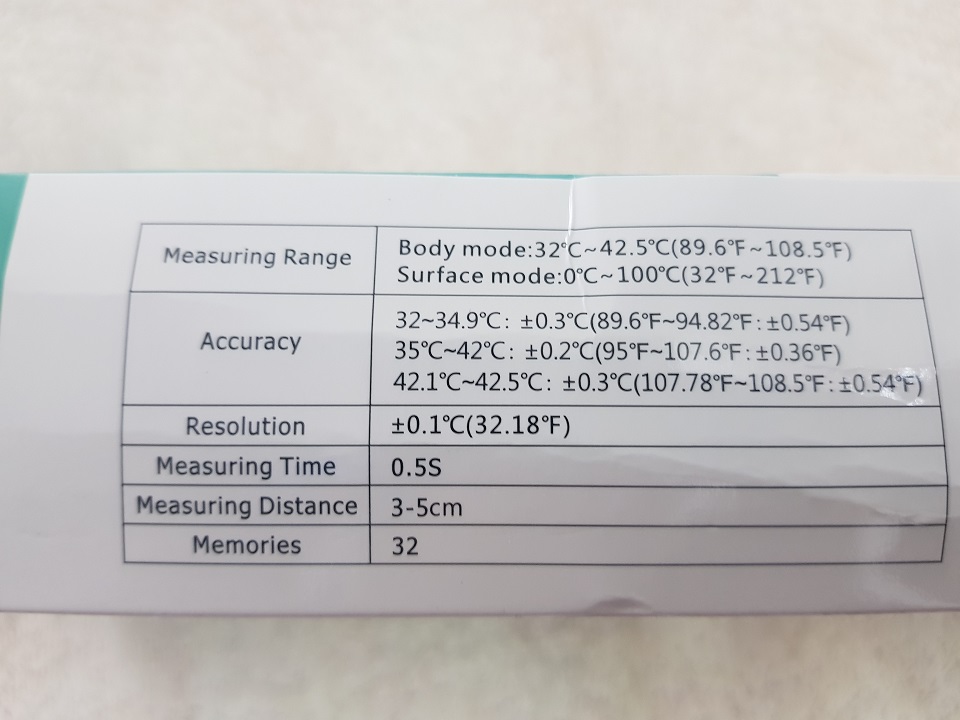 Measuring Range
Body mode:32℃~42.5℃(89.6℉~108.5℉)
Surface mode:0℃~100℃(32℉~212℉)
Accuracy
32~34.9℃: ±0.3℃(89.6℉~94.82℉:±0.54℉)
35℃~42℃: ±0.2℃(95℉~107.6℉:±0.36℉)
42.1℃~42.5℃: ±0.3℃(107.78℉~108.5℉:±0.54℉)
Resolution
±0.1℃(32.18℉)
Measuring Time
0.5S
Measuring Distance
3-5cm
Memories
32